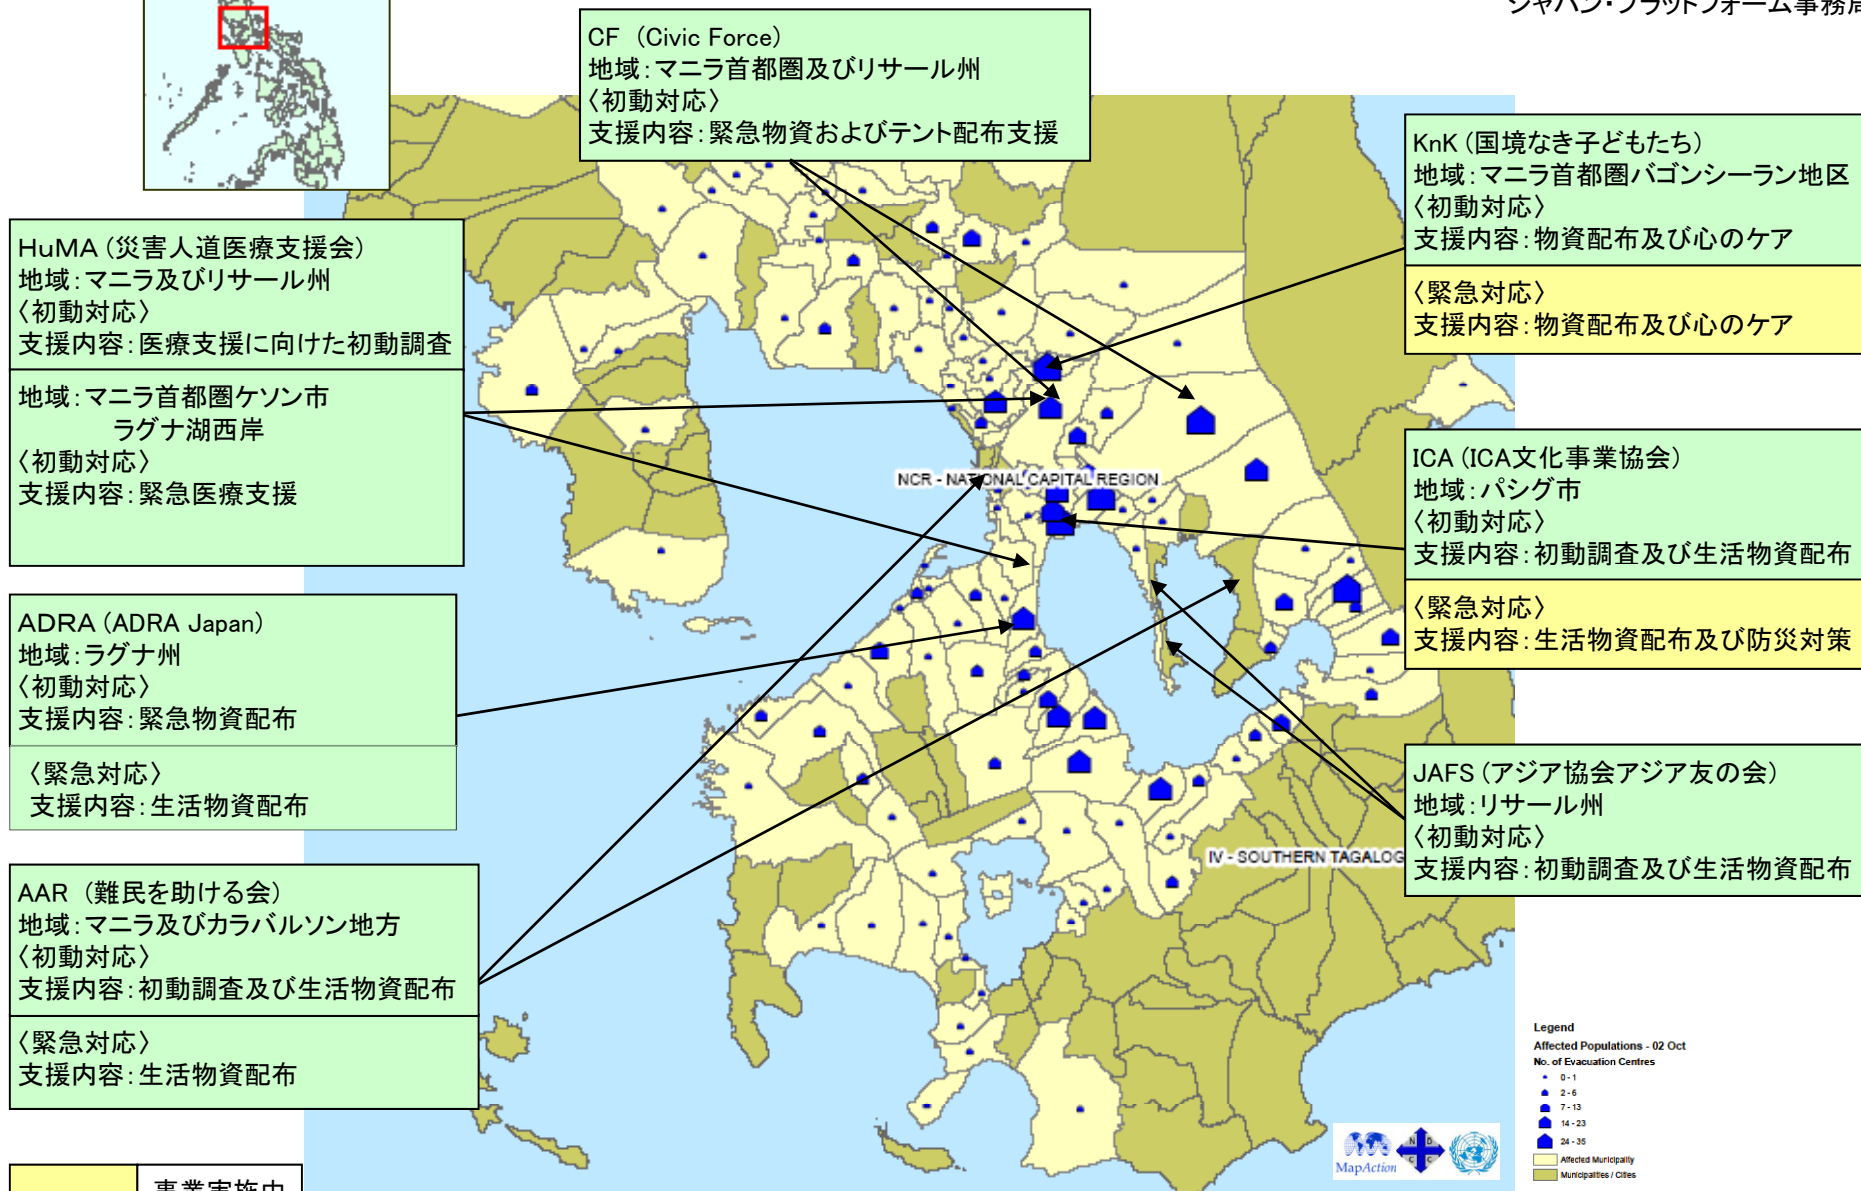 ジャパン・プラットフォーム事務局
CF （Civic Force）
地域：マニラ首都圏及びリサール州
〈初動対応〉
支援内容：緊急物資およびテント配布支援
KnK（国境なき子どもたち）
地域：マニラ首都圏バゴンシーラン地区
〈初動対応〉
支援内容：物資配布及び心のケア
〈緊急対応〉
支援内容：物資配布及び心のケア
HuMA（災害人道医療支援会）
地域：マニラ及びリサール州
〈初動対応〉
支援内容：医療支援に向けた初動調査
地域：マニラ首都圏ケソン市
ラグナ湖西岸
〈初動対応〉
支援内容：緊急医療支援
NCR - NATIONAL CAPITAL REGION
ICA（ICA文化事業協会）
地域：パシグ市
〈初動対応〉
支援内容：初動調査及び生活物資配布
〈緊急対応〉
支援内容：生活物資配布及び防災対策
ADRA（ADRA Japan）
地域：ラグナ州
〈初動対応〉
支援内容：緊急物資配布
〈緊急対応〉
支援内容：生活物資配布
JAFS（アジア協会アジア友の会）
地域：リサール州
〈初動対応〉
支援内容：初動調査及び生活物資配布
IV - SOUTHERN TAGALOG
AAR （難民を助ける会）
地域：マニラ及びカラバルソン地方
〈初動対応〉
支援内容：初動調査及び生活物資配布
〈緊急対応〉
支援内容：生活物資配布
Legend
Affected Populations - 02 Oct
No. of Evacuation Centres
0 - 1
2 - 6
7 - 13
14 - 23
24 - 35
Affected Municipality
Municipalities / Cities
MapAction
N D
C C
事業実施中